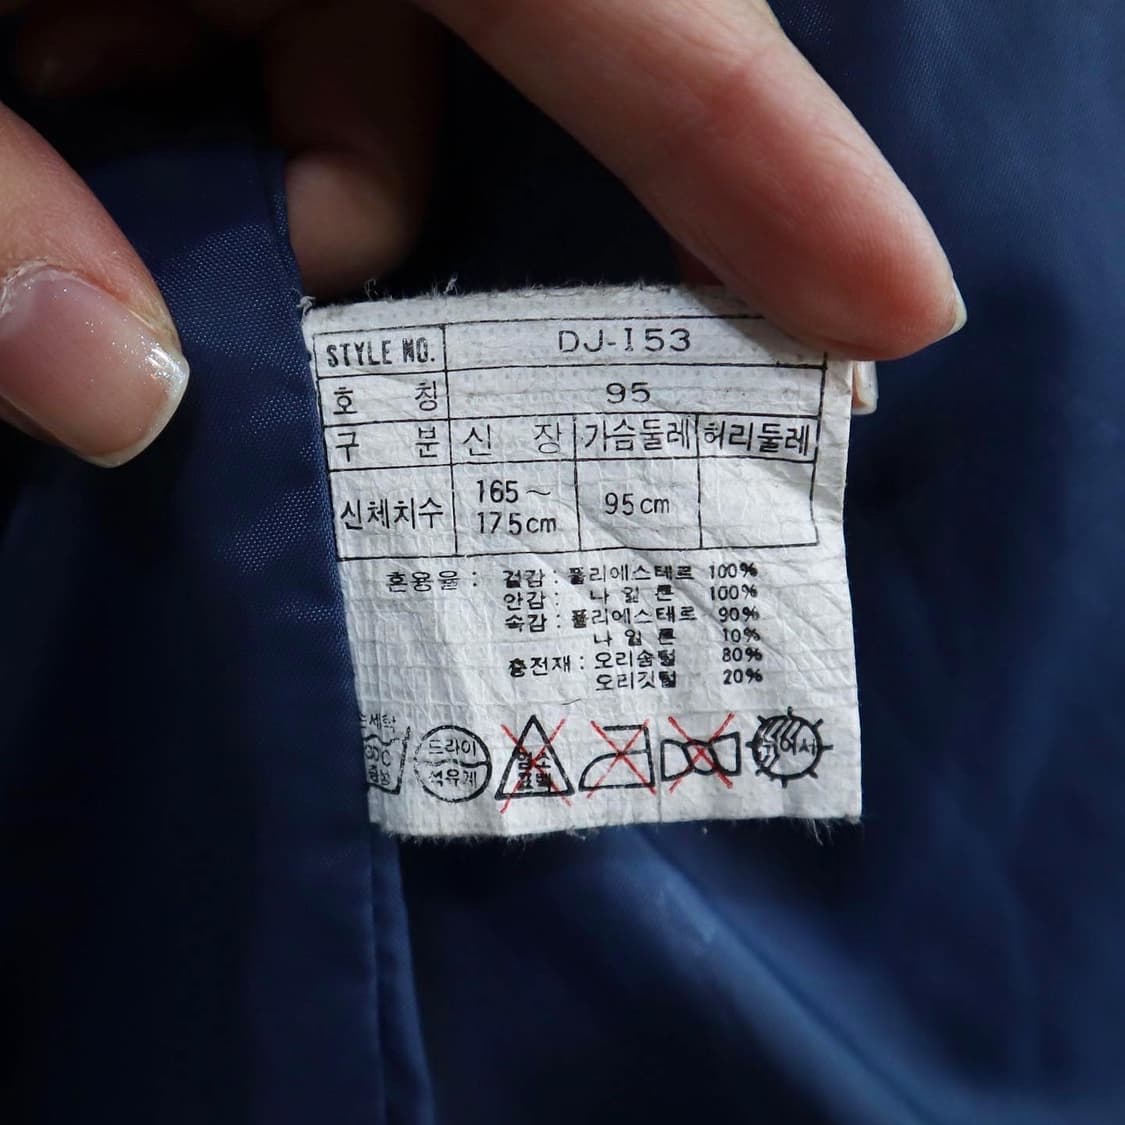 STYLE NO. DJ-I53
호 칭 95
구 분 신 장 가슴둘레 허리둘레
신체치수 165~ 175cm 95cm
혼용율 : 겉감 : 폴리에스테르 100%
안감 : 나 일 론 100%
속감 : 폴리에스테르 90%
나 일 론 10%
충전재 : 오리솜털 80%
오리깃털 20%
드라이
석유계
염소
표백